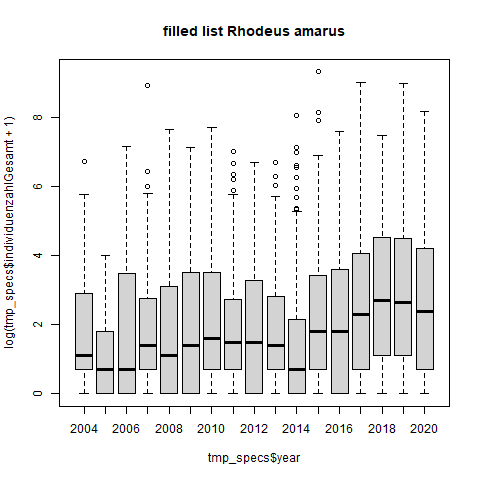 filled list Rhodeus amarus
log(tmp_specs$individuenzahlGesamt + 1)
8
6
4
2
0
2004 2006 2008 2010 2012 2014 2016 2018 2020
tmp_specs$year